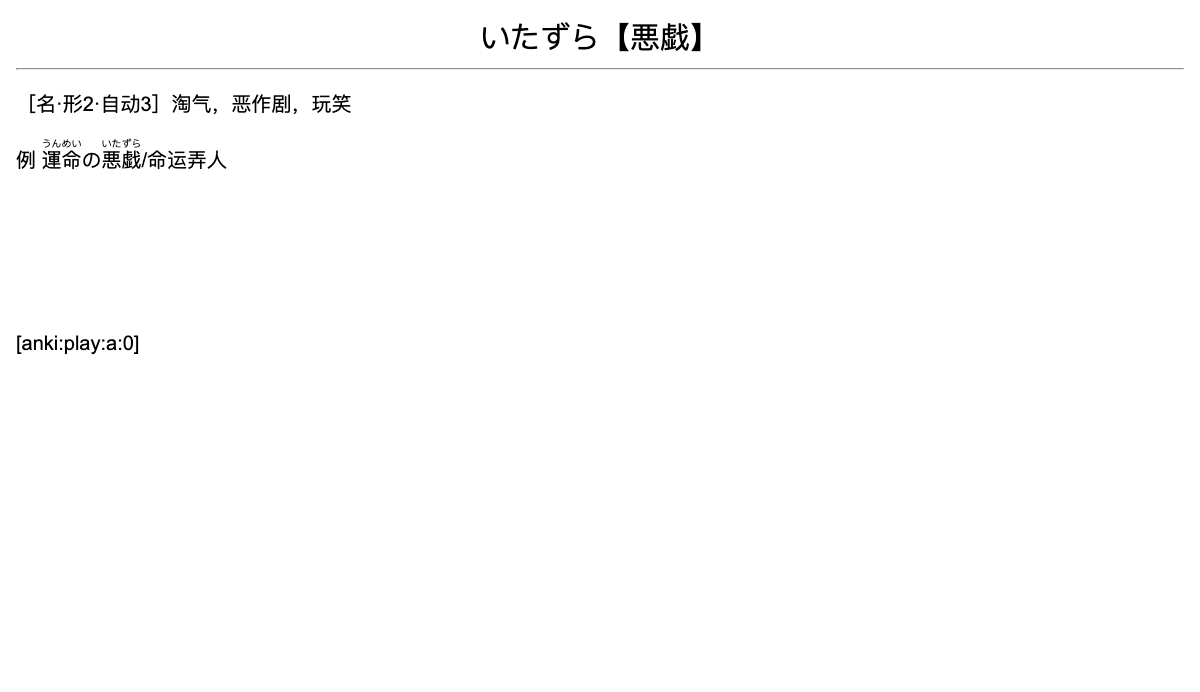 いたずら【悪戯】
［名·形2·自动3］淘气，恶作剧，玩笑
うんめい いたずら
例 運命の悪戯/命运弄人
[anki:play:a:0]